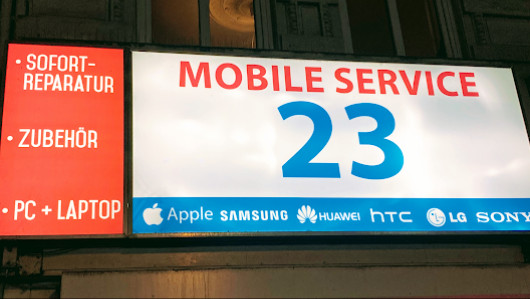 • SOFORT-
REPARATUR
• ZUBEHÖR
• PC + LAPTOP
MOBILE SERVICE
23
Apple SAMSUNG HUAWEI hTC LG SONY